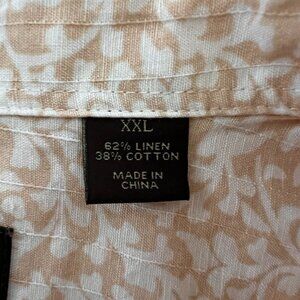 XXL
62% LINEN
38% COTTON
MADE IN
CHINA